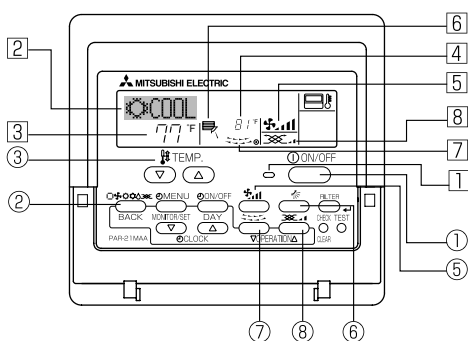 6
2
4
MITSUBISHI ELECTRIC
5
COOL
77 °F
81 °F
8
3
7
3
TEMP.
ON/OFF
1
2
MENU ON/OFF FILTER
BACK MONITOR/SET DAY CHECK TEST
PAR-21MAA CLOCK OPERATION CLEAR
1
5
7 8 6